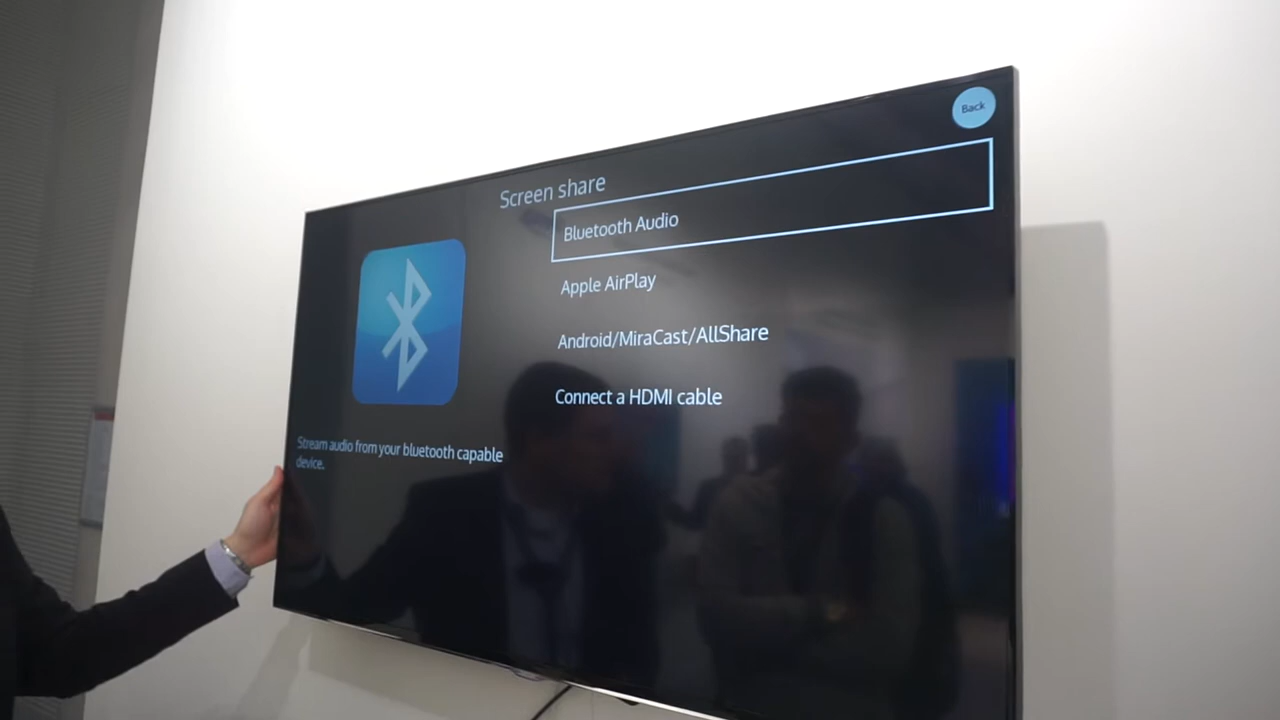 Back
Screen share
Bluetooth Audio
Apple AirPlay
Android/MiraCast/AllShare
Connect a HDMI cable
Stream audio from your bluetooth capable
device.